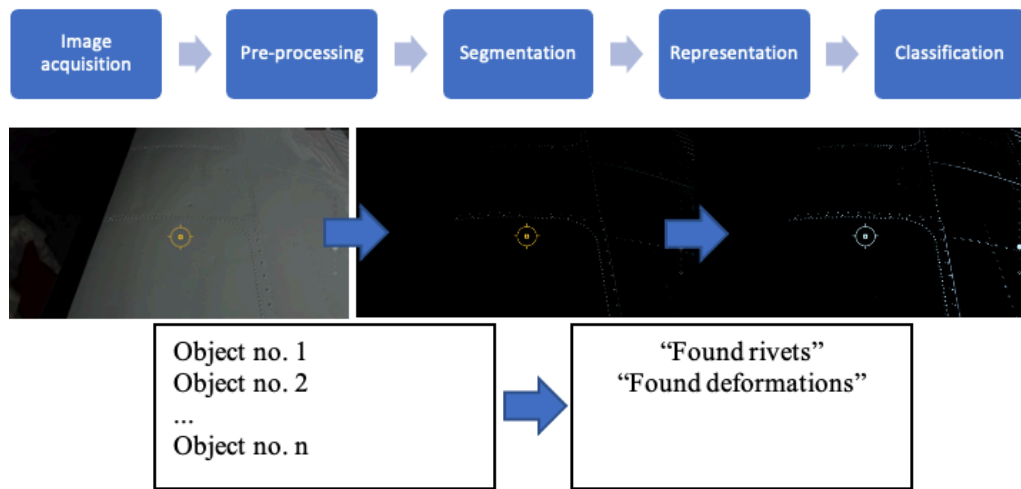 Image
acquisition
Pre-processing
Segmentation
Representation
Classification
Object no. 1
Object no. 2
...
Object no. n
“Found rivets”
“Found deformations”